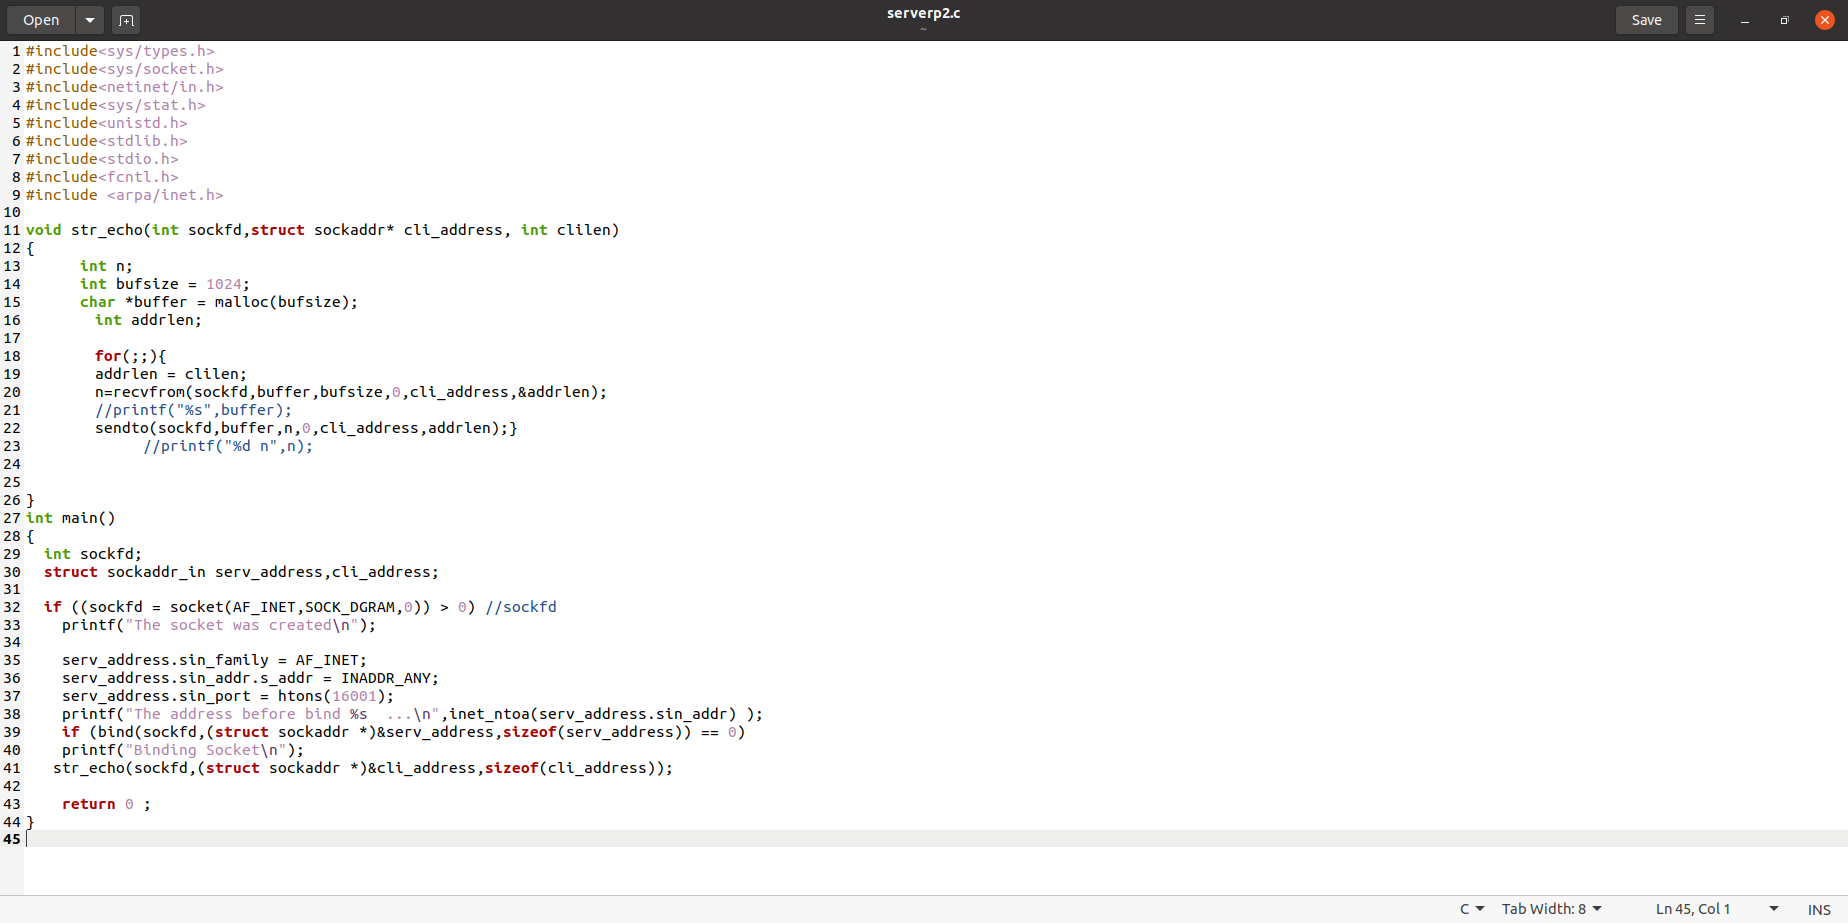 Open
serverp2.c
~
Save
1 #include<sys/types.h>
2 #include<sys/socket.h>
3 #include<netinet/in.h>
4 #include<sys/stat.h>
5 #include<unistd.h>
6 #include<stdlib.h>
7 #include<stdio.h>
8 #include<fcntl.h>
9 #include <arpa/inet.h>
10
11 void str_echo(int sockfd,struct sockaddr* cli_address, int clilen)
12 {
13       int n;
14       int bufsize = 1024;
15       char *buffer = malloc(bufsize);
16         int addrlen;
17
18         for(;;){
19         addrlen = clilen;
20         n=recvfrom(sockfd,buffer,bufsize,0,cli_address,&addrlen);
21         //printf("%s",buffer);
22         sendto(sockfd,buffer,n,0,cli_address,addrlen);}
23              //printf("%d n",n);
24
25
26 }
27 int main()
28 {
29   int sockfd;
30   struct sockaddr_in serv_address,cli_address;
31
32   if ((sockfd = socket(AF_INET,SOCK_DGRAM,0)) > 0) //sockfd
33     printf("The socket was created\n");
34
35     serv_address.sin_family = AF_INET;
36     serv_address.sin_addr.s_addr = INADDR_ANY;
37     serv_address.sin_port = htons(16001);
38     printf("The address before bind %s  ...\n",inet_ntoa(serv_address.sin_addr) );
39     if (bind(sockfd,(struct sockaddr *)&serv_address,sizeof(serv_address)) == 0)
40     printf("Binding Socket\n");
41    str_echo(sockfd,(struct sockaddr *)&cli_address,sizeof(cli_address));
42
43     return 0 ;
44 }
45
C
Tab Width: 8
Ln 45, Col 1
INS